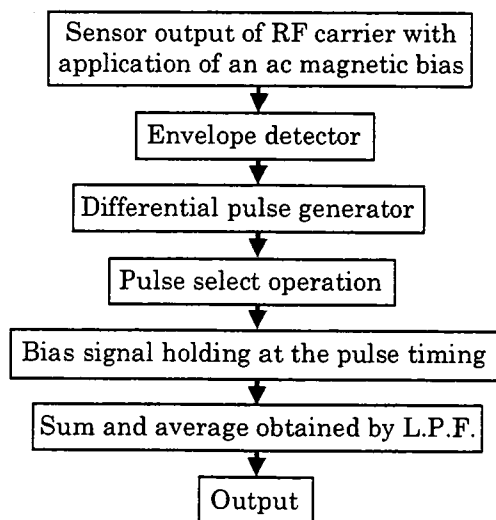 Sensor output of RF carrier with
application of an ac magnetic bias
Envelope detector
Differential pulse generator
Pulse select operation
Bias signal holding at the pulse timing
Sum and average obtained by L.P.F.
Output